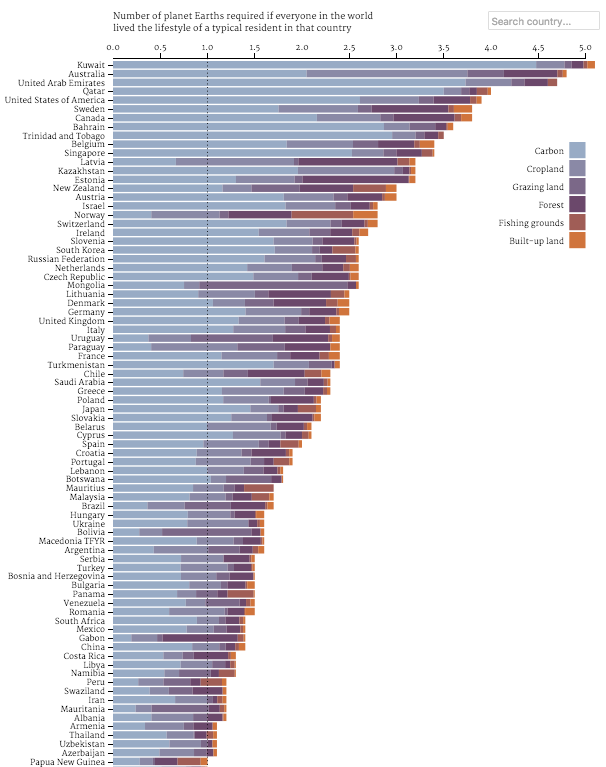 Number of planet Earths required if everyone in the world
lived the lifestyle of a typical resident in that country
Search country...
0.0 0.5 1.0 1.5 2.0 2.5 3.0 3.5 4.0 4.5 5.0
Kuwait
Australia
United Arab Emirates
Qatar
United States of America
Sweden
Canada
Bahrain
Trinidad and Tobago
Belgium
Singapore
Latvia
Kazakhstan
Estonia
New Zealand
Austria
Israel
Norway
Switzerland
Ireland
Slovenia
South Korea
Russian Federation
Netherlands
Czech Republic
Mongolia
Lithuania
Denmark
Germany
United Kingdom
Italy
Uruguay
Paraguay
France
Turkmenistan
Chile
Saudi Arabia
Greece
Poland
Japan
Slovakia
Belarus
Cyprus
Spain
Croatia
Portugal
Lebanon
Botswana
Mauritius
Malaysia
Brazil
Hungary
Ukraine
Bolivia
Macedonia TFYR
Argentina
Serbia
Turkey
Bosnia and Herzegovina
Bulgaria
Panama
Venezuela
Romania
South Africa
Mexico
Gabon
China
Costa Rica
Libya
Namibia
Peru
Swaziland
Iran
Mauritania
Albania
Armenia
Thailand
Uzbekistan
Azerbaijan
Papua New Guinea
Carbon
Cropland
Grazing land
Forest
Fishing grounds
Built-up land